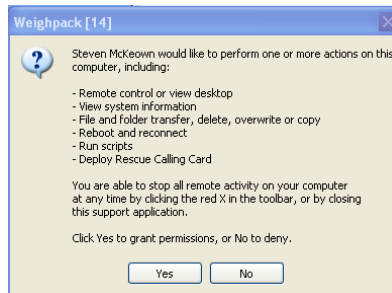 Weighpack [14]
Steven McKeown would like to perform one or more actions on this
computer, including:
- Remote control or view desktop
- View system information
- File and folder transfer, delete, overwrite or copy
- Reboot and reconnect
- Run scripts
- Deploy Rescue Calling Card
You are able to stop all remote activity on your computer
at any time by clicking the red X in the toolbar, or by closing
this support application.
Click Yes to grant permissions, or No to deny.
Yes No